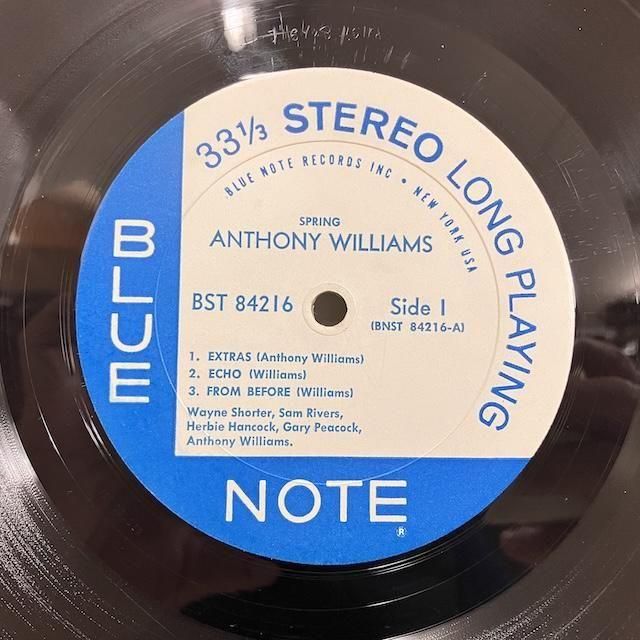 33⅓ STEREO LONG PLAYING
BLUE NOTE RECORDS INC • NEW YORK USA
SPRING
ANTHONY WILLIAMS
BST 84216
Side 1
(BNST 84216-A)
1. EXTRAS (Anthony Williams)
2. ECHO (Williams)
3. FROM BEFORE (Williams)
Wayne Shorter, Sam Rivers,
Herbie Hancock, Gary Peacock,
Anthony Williams.
BLUE
NOTE
®